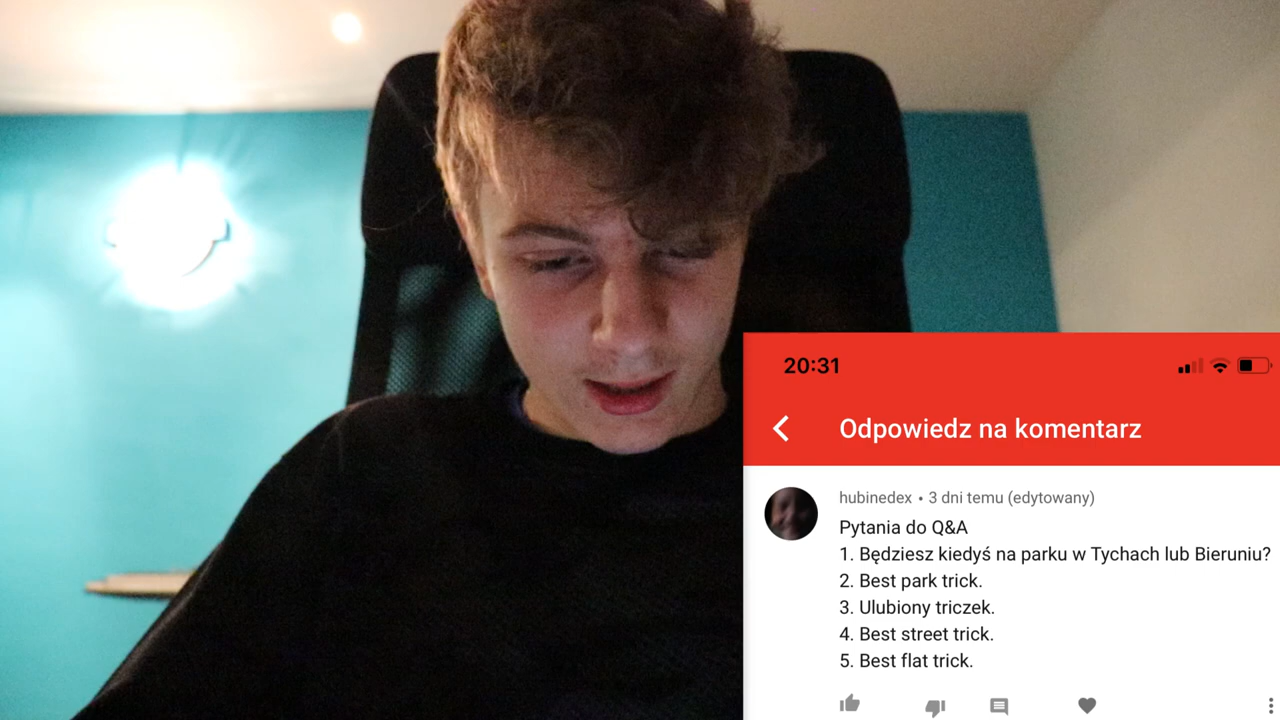 20:31
Odpowiedz na komentarz
hubinedex • 3 dni temu (edytowany)
Pytania do Q&A
1. Będziesz kiedyś na parku w Tychach lub Bieruniu?
2. Best park trick.
3. Ulubiony triczek.
4. Best street trick.
5. Best flat trick.